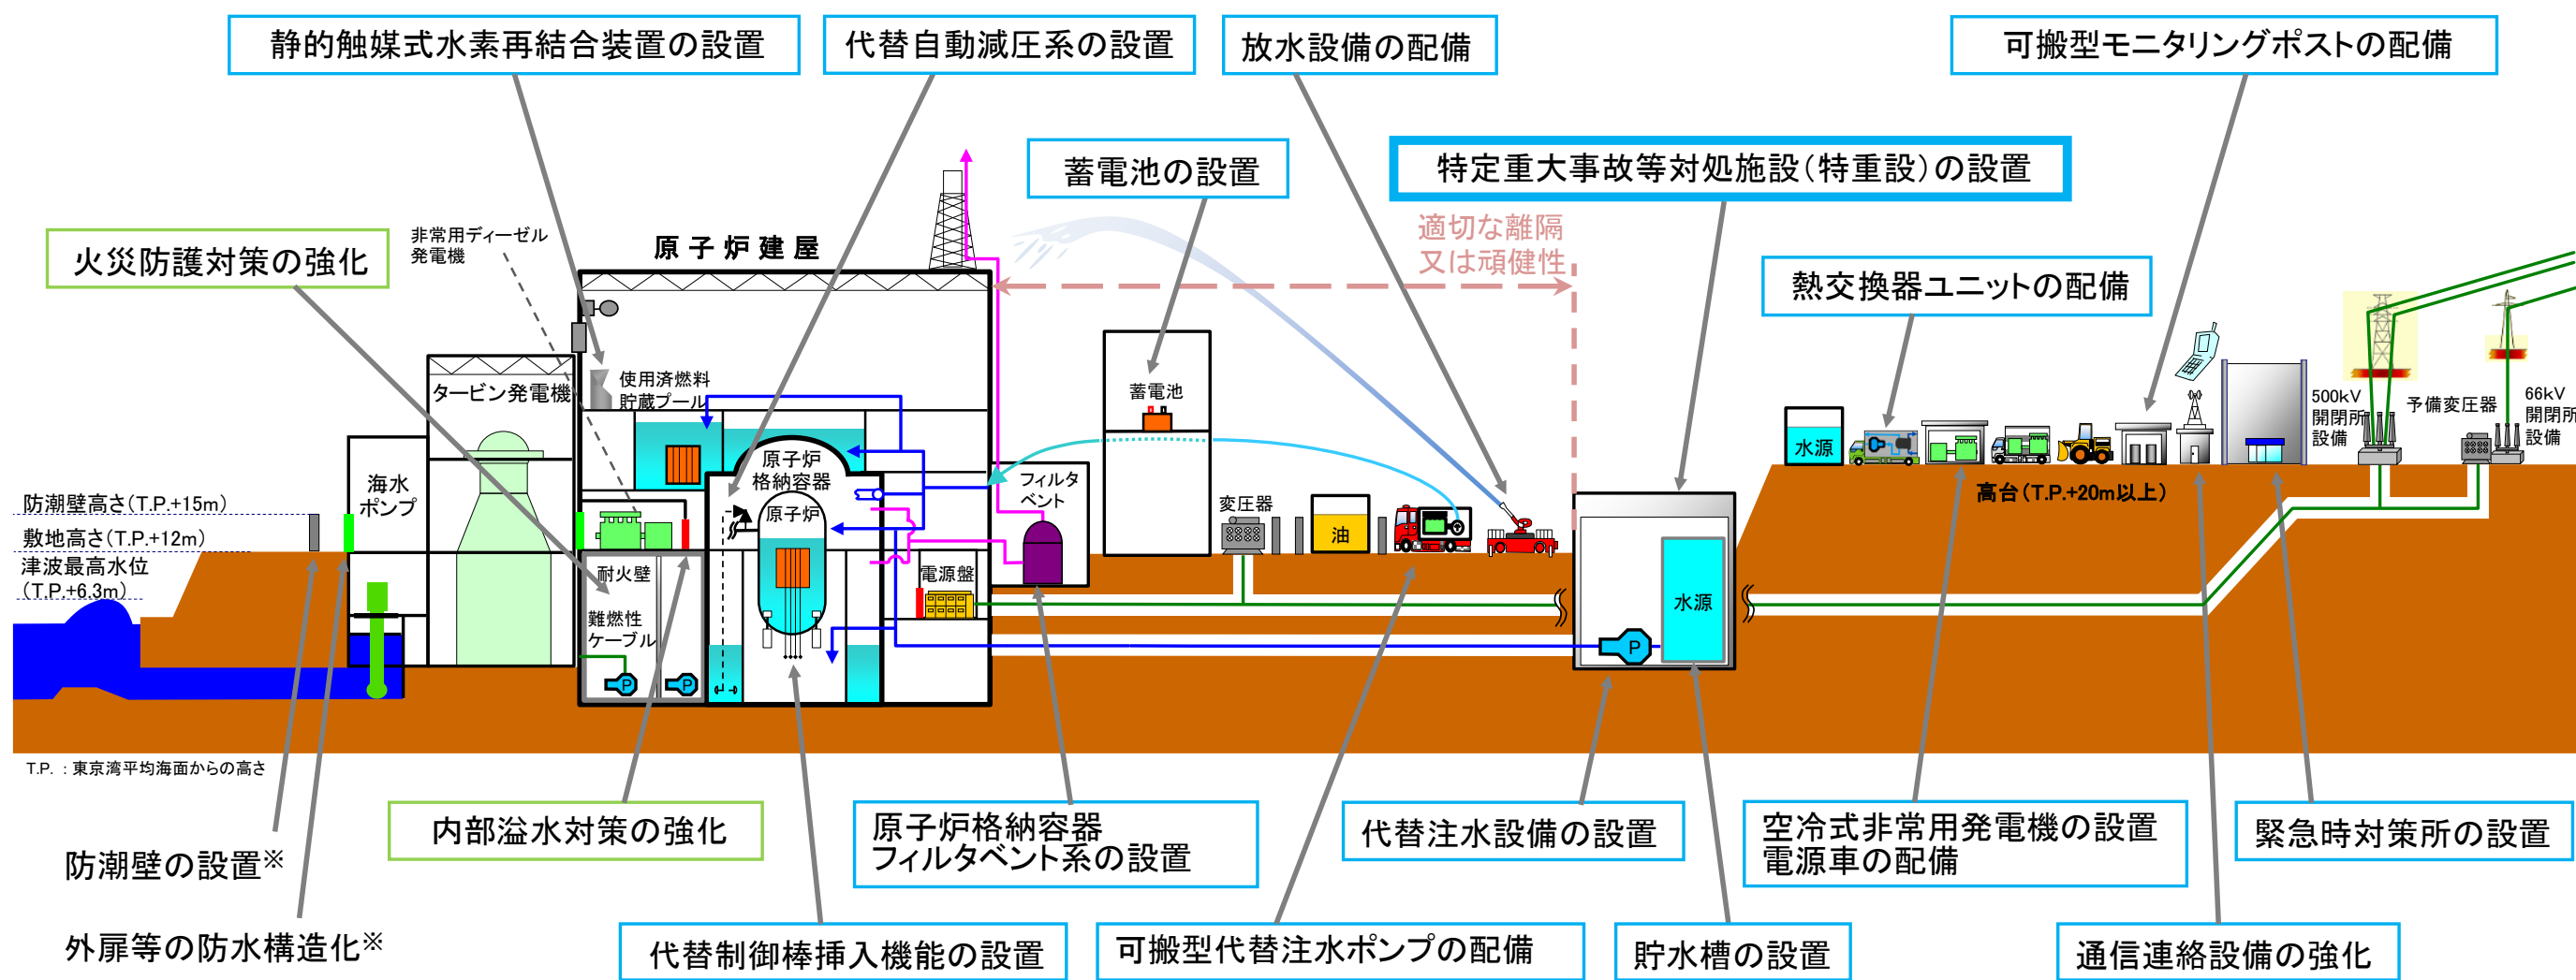 静的触媒式水素再結合装置の設置
代替自動減圧系の設置
放水設備の配備
可搬型モニタリングポストの配備
蓄電池の設置
特定重大事故等対処施設(特重設)の設置
火災防護対策の強化
非常用ディーゼル
発電機
原子炉建屋
適切な離隔
又は頑健性
熱交換器ユニットの配備
タービン発電機
使用済燃料
貯蔵プール
蓄電池
500kV
開閉所
設備
予備変圧器
66kV
開閉所
設備
水源
海水
ポンプ
原子炉
格納容器
原子炉
フィルタ
ベント
変圧器
油
高台(T.P.+20m以上)
防潮壁高さ(T.P.+15m)
敷地高さ(T.P.+12m)
津波最高水位
(T.P.+6.3m)
耐火壁
難燃性
ケーブル
電源盤
水源
P
P
P
T.P. :東京湾平均海面からの高さ
内部溢水対策の強化
原子炉格納容器
フィルタベント系の設置
代替注水設備の設置
空冷式非常用発電機の設置
電源車の配備
緊急時対策所の設置
防潮壁の設置※
外扉等の防水構造化※
代替制御棒挿入機能の設置
可搬型代替注水ポンプの配備
貯水槽の設置
通信連絡設備の強化